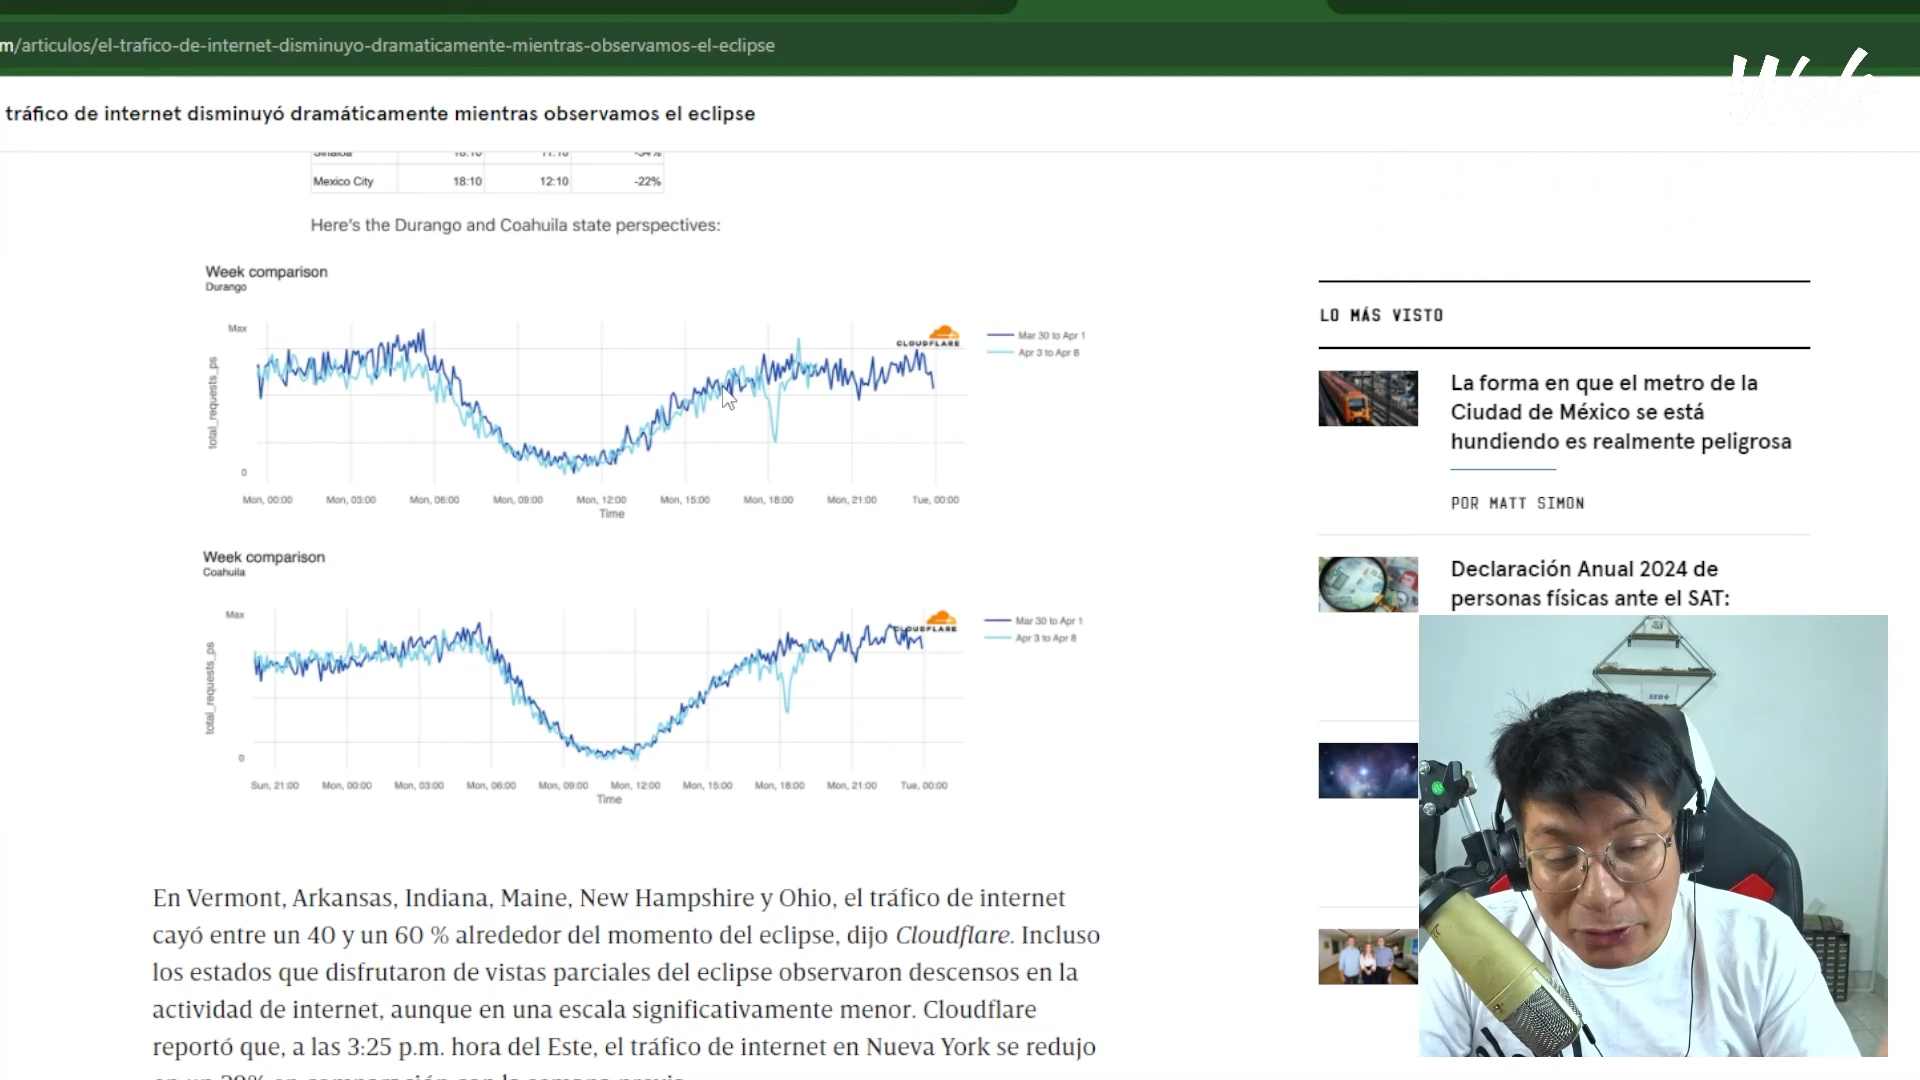 m/articulos/el-trafico-de-internet-disminuyo-dramaticamente-mientras-observamos-el-eclipse
tráfico de internet disminuyó dramáticamente mientras observamos el eclipse
Sinaloa 18:10 11:10 -54%
Mexico City 18:10 12:10 -22%
Here's the Durango and Coahuila state perspectives:
Week comparison
Durango
Max
CLOUDFLARE
Mar 30 to Apr 1
Apr 3 to Apr 8
total_requests_ps
0
Mon, 00:00 Mon, 03:00 Mon, 06:00 Mon, 09:00 Mon, 12:00 Mon, 15:00 Mon, 18:00 Mon, 21:00 Tue, 00:00
Time
Week comparison
Coahuila
Max
CLOUDFLARE
Mar 30 to Apr 1
Apr 3 to Apr 8
total_requests_ps
0
Sun, 21:00 Mon, 00:00 Mon, 03:00 Mon, 06:00 Mon, 09:00 Mon, 12:00 Mon, 15:00 Mon, 18:00 Mon, 21:00 Tue, 00:00
Time
En Vermont, Arkansas, Indiana, Maine, New Hampshire y Ohio, el tráfico de internet
cayó entre un 40 y un 60 % alrededor del momento del eclipse, dijo Cloudflare. Incluso
los estados que disfrutaron de vistas parciales del eclipse observaron descensos en la
actividad de internet, aunque en una escala significativamente menor. Cloudflare
reportó que, a las 3:25 p.m. hora del Este, el tráfico de internet en Nueva York se redujo
LO MÁS VISTO
La forma en que el metro de la
Ciudad de México se está
hundiendo es realmente peligrosa
POR MATT SIMON
Declaración Anual 2024 de
personas físicas ante el SAT: